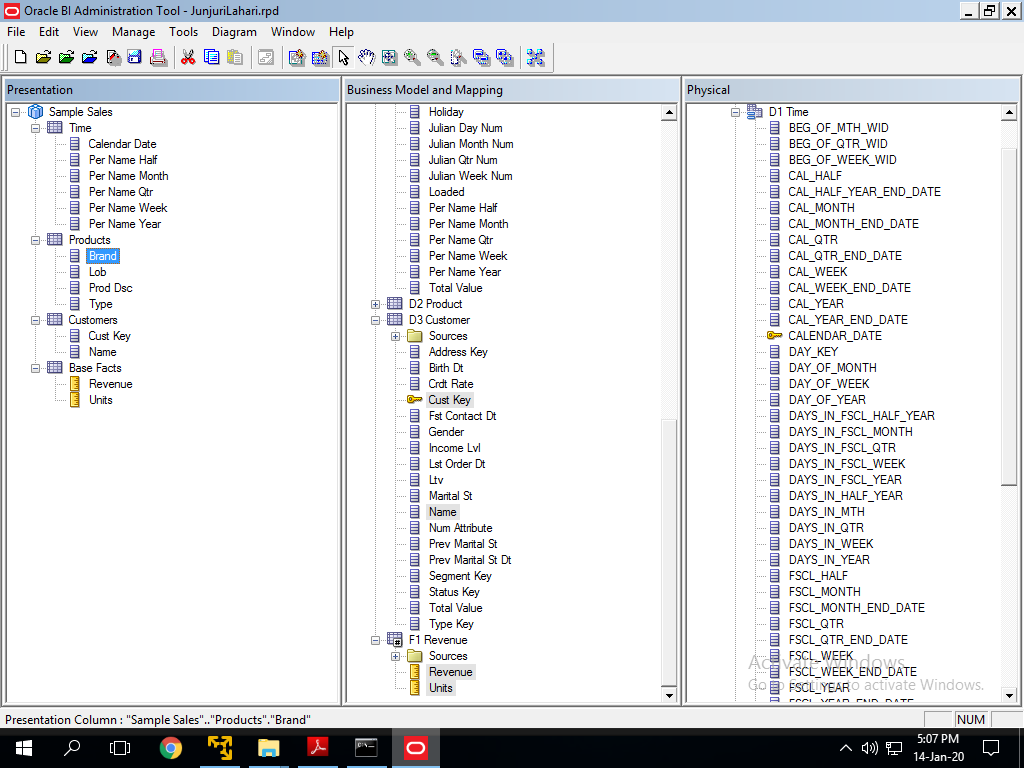 Oracle BI Administration Tool - JunjuriLahari.rpd
File Edit View Manage Tools Diagram Window Help
Presentation
Sample Sales
Time
Calendar Date
Per Name Half
Per Name Month
Per Name Qtr
Per Name Week
Per Name Year
Products
Brand
Lob
Prod Dsc
Type
Customers
Cust Key
Name
Base Facts
Revenue
Units
Business Model and Mapping
Holiday
Julian Day Num
Julian Month Num
Julian Qtr Num
Julian Week Num
Loaded
Per Name Half
Per Name Month
Per Name Qtr
Per Name Week
Per Name Year
Total Value
D2 Product
D3 Customer
Sources
Address Key
Birth Dt
Crdt Rate
Cust Key
Fst Contact Dt
Gender
Income Lvl
Lst Order Dt
Ltv
Marital St
Name
Num Attribute
Prev Marital St
Prev Marital St Dt
Segment Key
Status Key
Total Value
Type Key
F1 Revenue
Sources
Revenue
Units
Physical
D1 Time
BEG_OF_MTH_WID
BEG_OF_QTR_WID
BEG_OF_WEEK_WID
CAL_HALF
CAL_HALF_YEAR_END_DATE
CAL_MONTH
CAL_MONTH_END_DATE
CAL_QTR
CAL_QTR_END_DATE
CAL_WEEK
CAL_WEEK_END_DATE
CAL_YEAR
CAL_YEAR_END_DATE
CALENDAR_DATE
DAY_KEY
DAY_OF_MONTH
DAY_OF_WEEK
DAY_OF_YEAR
DAYS_IN_FSCL_HALF_YEAR
DAYS_IN_FSCL_MONTH
DAYS_IN_FSCL_QTR
DAYS_IN_FSCL_WEEK
DAYS_IN_FSCL_YEAR
DAYS_IN_HALF_YEAR
DAYS_IN_MTH
DAYS_IN_QTR
DAYS_IN_WEEK
DAYS_IN_YEAR
FSCL_HALF
FSCL_MONTH
FSCL_MONTH_END_DATE
FSCL_QTR
FSCL_QTR_END_DATE
FSCL_WEEK
FSCL_WEEK_END_DATE
FSCL_YEAR
FSCL_YEAR_END_DATE
Activate Windows
Go to Settings to activate Windows.
Presentation Column : "Sample Sales".."Products"."Brand"
NUM
5:07 PM
14-Jan-20